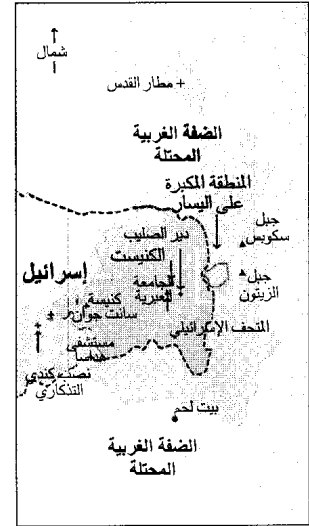 شمال
مطار القدس
الضفة الغربية
المحتلة
المنطقة المكبرة
على اليسار
جبل
سكوبس
دير الصليب
الكنيست
إسرائيل
الجامعة
العبرية
جبل
الزيتون
كنيسة
سانت جوان
المتحف الإسرائيلي
مستشفى
هداسا
نصب كندي
التذكاري
بيت لحم
الضفة الغربية
المحتلة